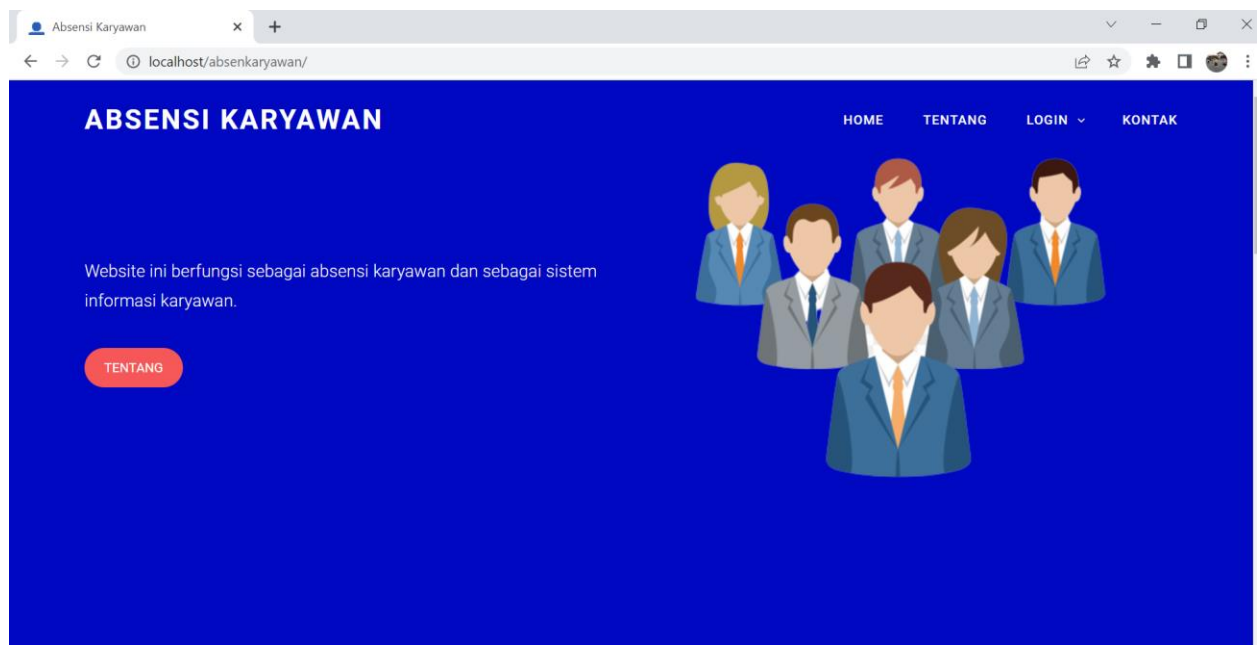 Absensi Karyawan
localhost/absenkaryawan/
ABSENSI KARYAWAN
HOME TENTANG LOGIN KONTAK
Website ini berfungsi sebagai absensi karyawan dan sebagai sistem
informasi karyawan.
TENTANG